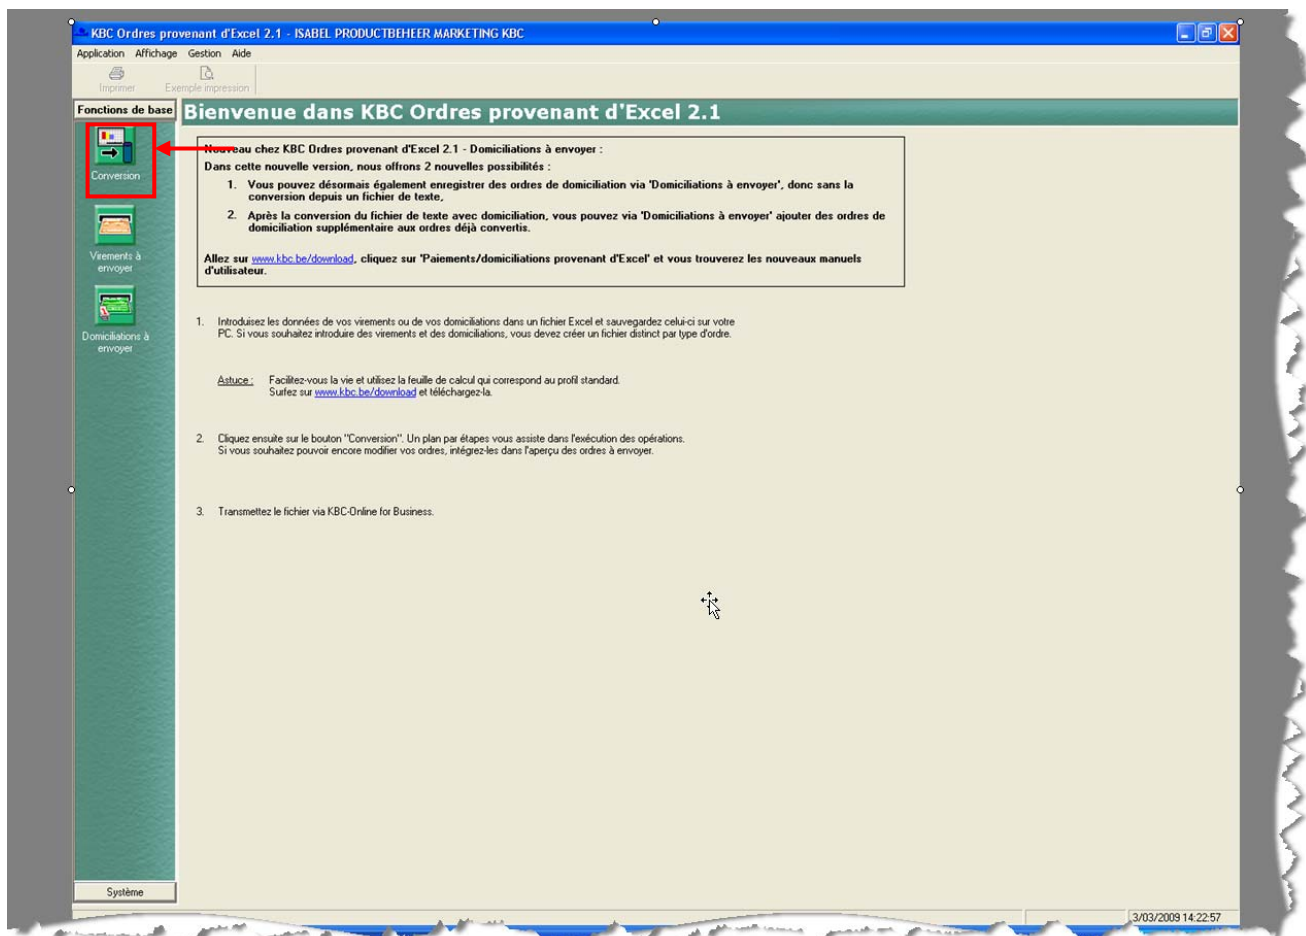 KBC Ordres provenant d'Excel 2.1 - ISABEL PRODUCTBEHEER MARKETING KBC
Application Affichage Gestion Aide
Imprimer Exemple impression
Fonctions de base
Bienvenue dans KBC Ordres provenant d'Excel 2.1
Conversion
Virements à
envoyer
Domiciliations à
envoyer
Nouveau chez KBC Ordres provenant d'Excel 2.1 - Domiciliations à envoyer :
Dans cette nouvelle version, nous offrons 2 nouvelles possibilités :
1. Vous pouvez désormais également enregistrer des ordres de domiciliation via 'Domiciliations à envoyer', donc sans la
conversion depuis un fichier de texte,
2. Après la conversion du fichier de texte avec domiciliation, vous pouvez via 'Domiciliations à envoyer' ajouter des ordres de
domiciliation supplémentaire aux ordres déjà convertis.
Allez sur www.kbc.be/download, cliquez sur 'Paiements/domiciliations provenant d'Excel' et vous trouverez les nouveaux manuels
d'utilisateur.
1. Introduisez les données de vos virements ou de vos domiciliations dans un fichier Excel et sauvegardez celui-ci sur votre
PC. Si vous souhaitez introduire des virements et des domiciliations, vous devez créer un fichier distinct par type d'ordre.
Astuce : Facilitez-vous la vie et utilisez la feuille de calcul qui correspond au profil standard.
Surfez sur www.kbc.be/download et téléchargez-la.
2. Cliquez ensuite sur le bouton "Conversion". Un plan par étapes vous assiste dans l'exécution des opérations.
Si vous souhaitez pouvoir encore modifier vos ordres, intégrez-les dans l'aperçu des ordres à envoyer.
3. Transmettez le fichier via KBC-Online for Business.
Système
3/03/2009 14:22:57